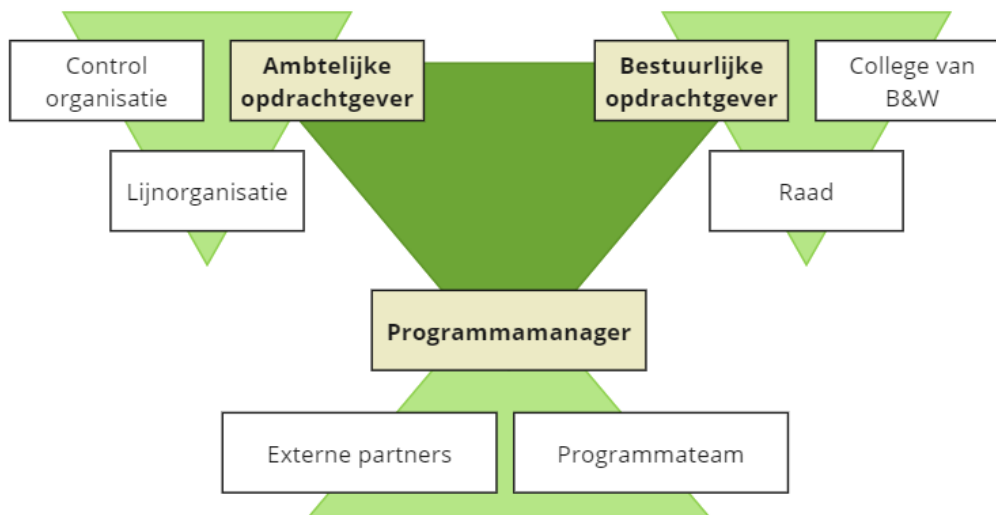 Control
organisatie
Ambtelijke
opdrachtgever
Bestuurlijke
opdrachtgever
College van
B&W
Lijnorganisatie
Raad
Programmamanager
Externe partners
Programmateam